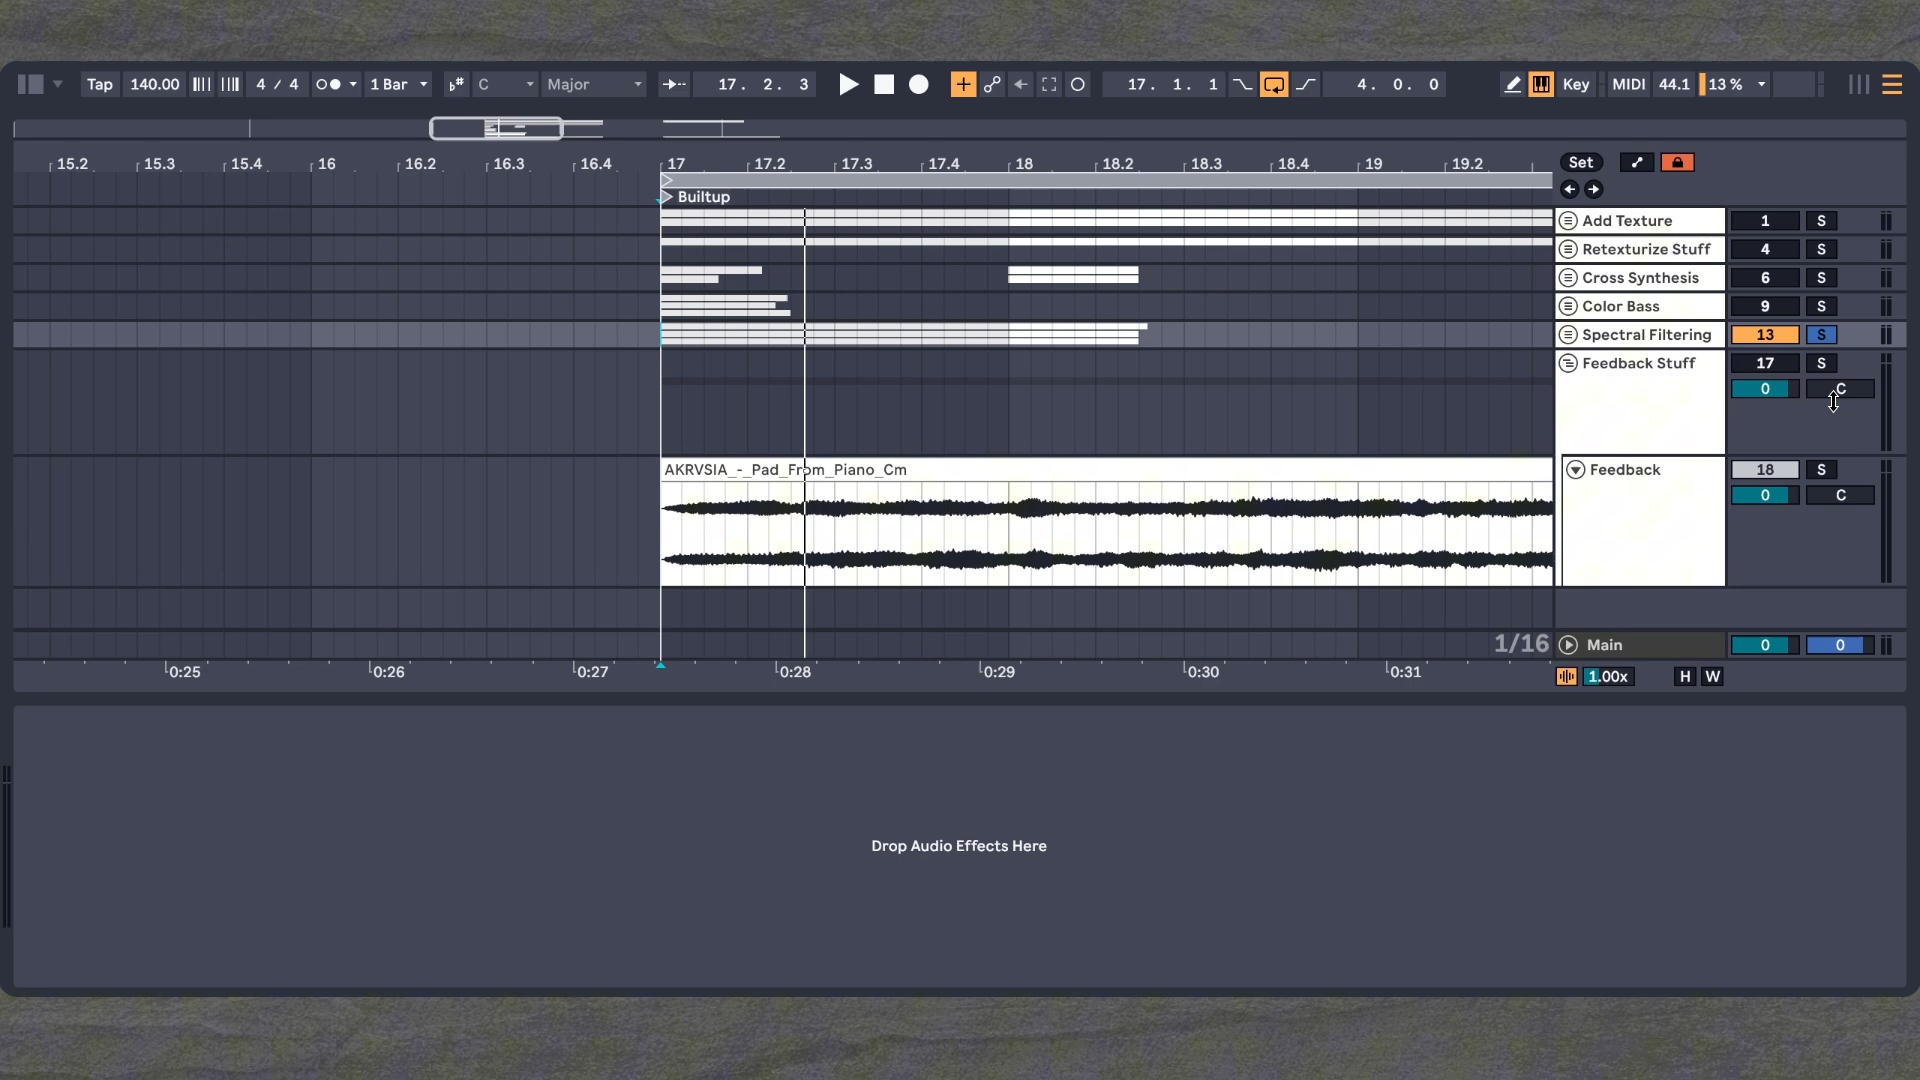 Tap 140.00 4 / 4 1 Bar C Major 17. 2. 3 17. 1. 1 4. 0. 0 Key MIDI 44.1 13 %
15.2 15.3 15.4 16 16.2 16.3 16.4 17 17.2 17.3 17.4 18 18.2 18.3 18.4 19 19.2 Set
Builtup
Add Texture 1 S
Retexturize Stuff 4 S
Cross Synthesis 6 S
Color Bass 9 S
Spectral Filtering 13 S
Feedback Stuff 17 S
0 C
AKRVSIA_-_Pad_From_Piano_Cm Feedback 18 S
0 C
1/16 Main 0 0
0:25 0:26 0:27 0:28 0:29 0:30 0:31 1.00x H W
Drop Audio Effects Here